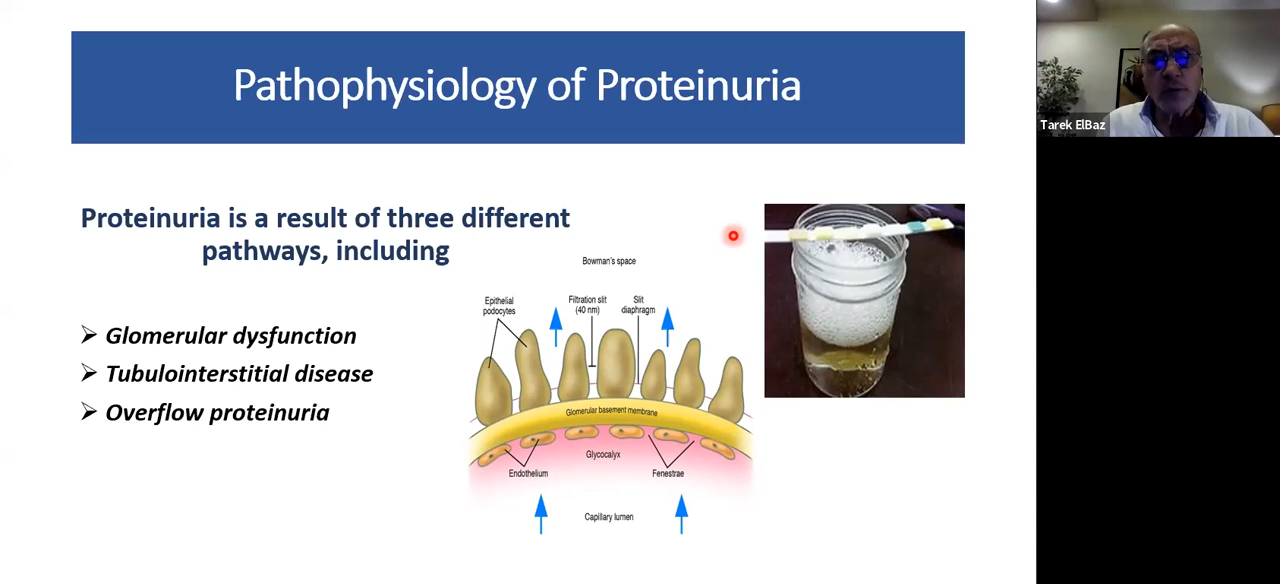 Pathophysiology of Proteinuria
Tarek ElBaz
Proteinuria is a result of three different
pathways, including
Glomerular dysfunction
Tubulointerstitial disease
Overflow proteinuria
Bowman's space
Epithelial
podocytes
Filtration slit
(40 nm)
Slit
diaphragm
Glomerular basement membrane
Glycocalyx
Endothelium
Fenestrae
Capillary lumen